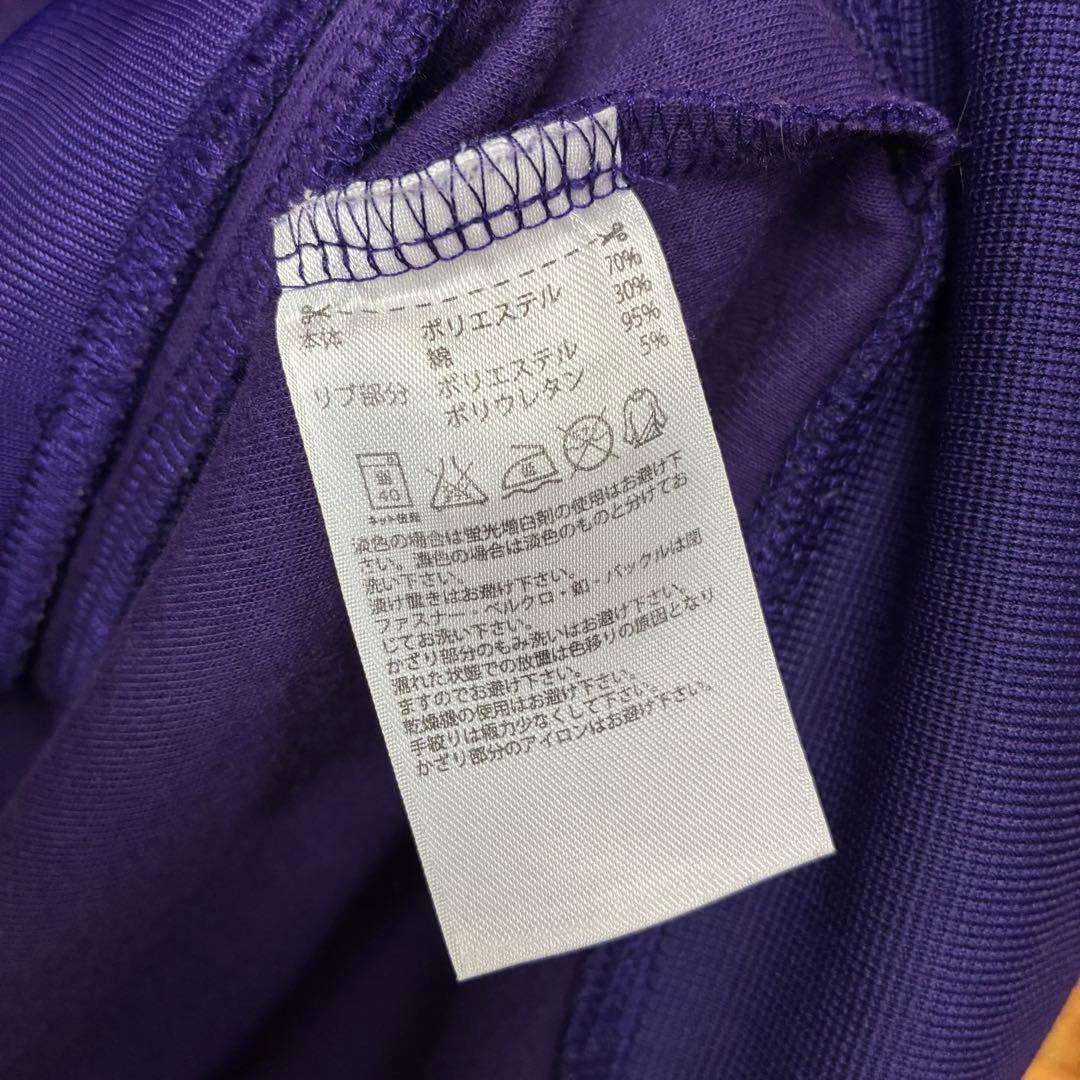 本体 ポリエステル 70%
綿 30%
リブ部分 ポリエステル 95%
ポリウレタン 5%
弱
40
ネット使用
低
淡色の場合は蛍光増白剤の使用はお避け下
さい。濃色の場合は淡色のものと分けてお
洗い下さい。
漬け置きはお避け下さい。
ファスナー・ベルクロ・釦・バックルは閉
してお洗い下さい。
かざり部分のもみ洗いはお避け下さい。
濡れた状態での放置は色移りの原因となり
ますのでお避け下さい。
乾燥機の使用はお避け下さい。
手絞りは極力少なくして下さい。
かざり部分のアイロンはお避け下さい